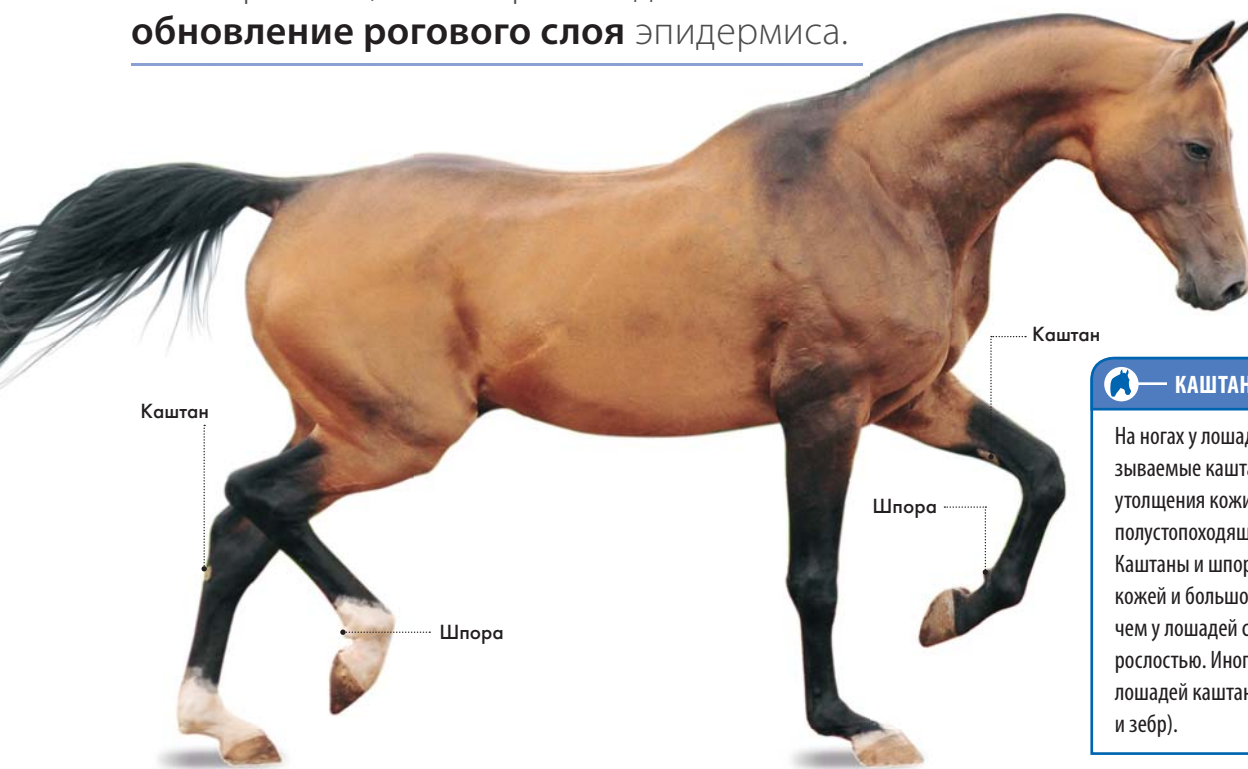 обновление рогового слоя эпидермиса.
Каштан
Каштан
Шпора
Шпора
КАШТАН
На ногах у лошад
зываемые кашта
утолщения кожи
полустопоходящ
Каштаны и шпор
кожей и большо
чем у лошадей с
рослостью. Иног
лошадей каштан
и зебр).